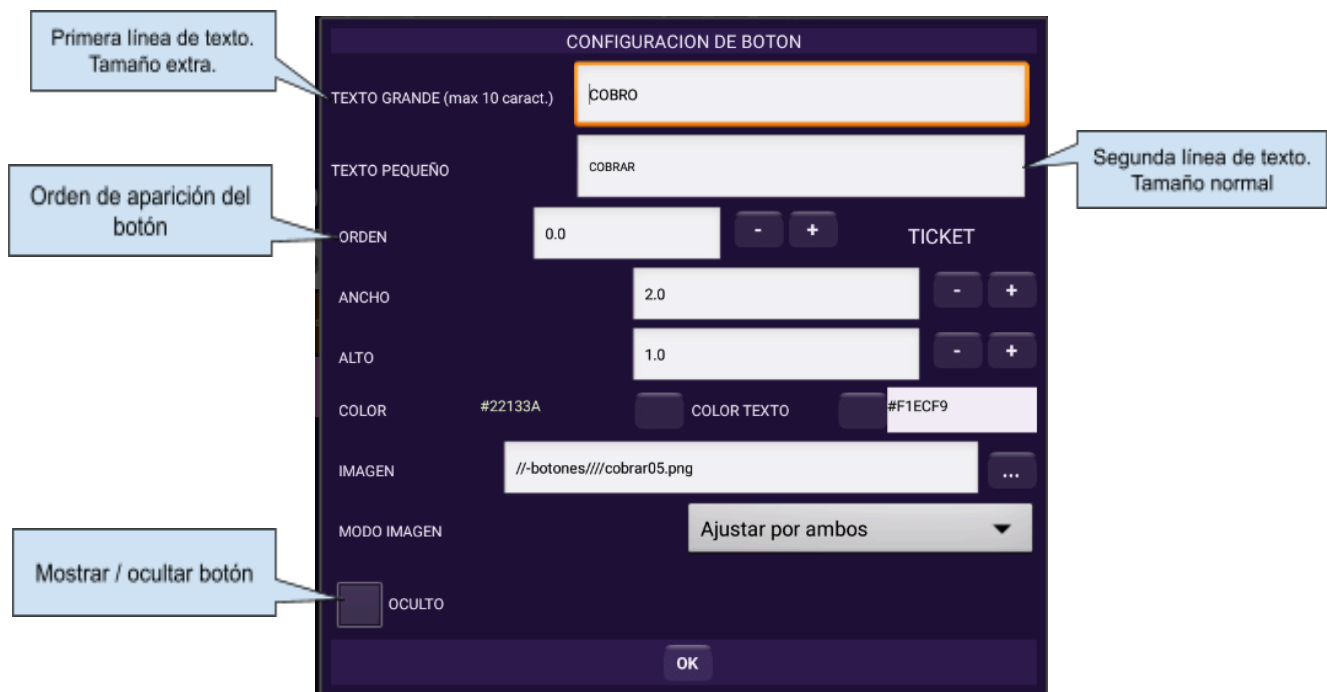 Primera línea de texto.
Tamaño extra.
CONFIGURACION DE BOTON
TEXTO GRANDE (max 10 caract.)
COBRO
TEXTO PEQUEÑO
COBRAR
Segunda línea de texto.
Tamaño normal
Orden de aparición del
botón
ORDEN
0.0
-
+
TICKET
ANCHO
2.0
-
+
ALTO
1.0
-
+
COLOR
#22133A
COLOR TEXTO
#F1ECF9
IMAGEN
//-botones////cobrar05.png
...
MODO IMAGEN
Ajustar por ambos
Mostrar / ocultar botón
OCULTO
OK